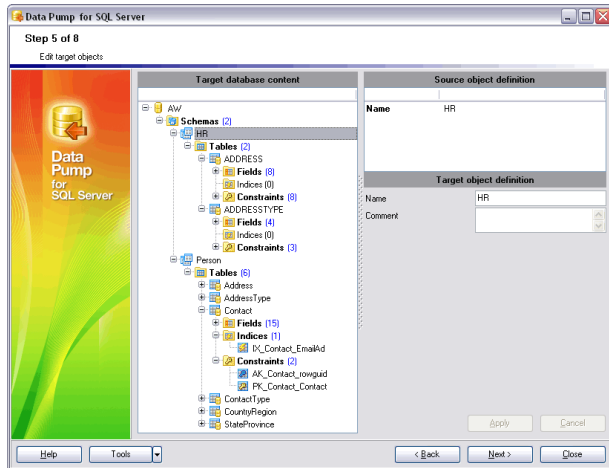 Data Pump for SQL Server
Step 5 of 8
Edit target objects
Data
Pump
for
SQL Server
Target database content
AW
Schemas (2)
HR
Tables (2)
ADDRESS
Fields (8)
Indices (0)
Constraints (8)
ADDRESSTYPE
Fields (4)
Indices (0)
Constraints (3)
Person
Tables (6)
Address
AddressType
Contact
Fields (15)
Indices (1)
IX_Contact_EmailAd
Constraints (2)
AK_Contact_rowguid
PK_Contact_Contact
ContactType
CountryRegion
StateProvince
Source object definition
Name HR
Target object definition
Name HR
Comment
Apply Cancel
Help Tools < Back Next > Close